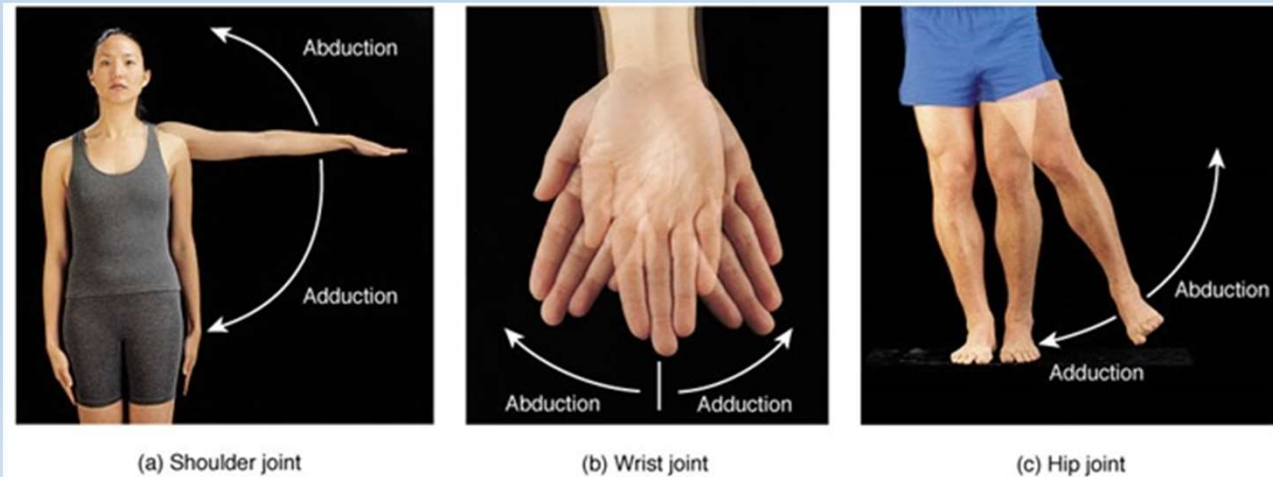 Abduction
Adduction
(a) Shoulder joint
Abduction
Adduction
(b) Wrist joint
Abduction
Adduction
(c) Hip joint